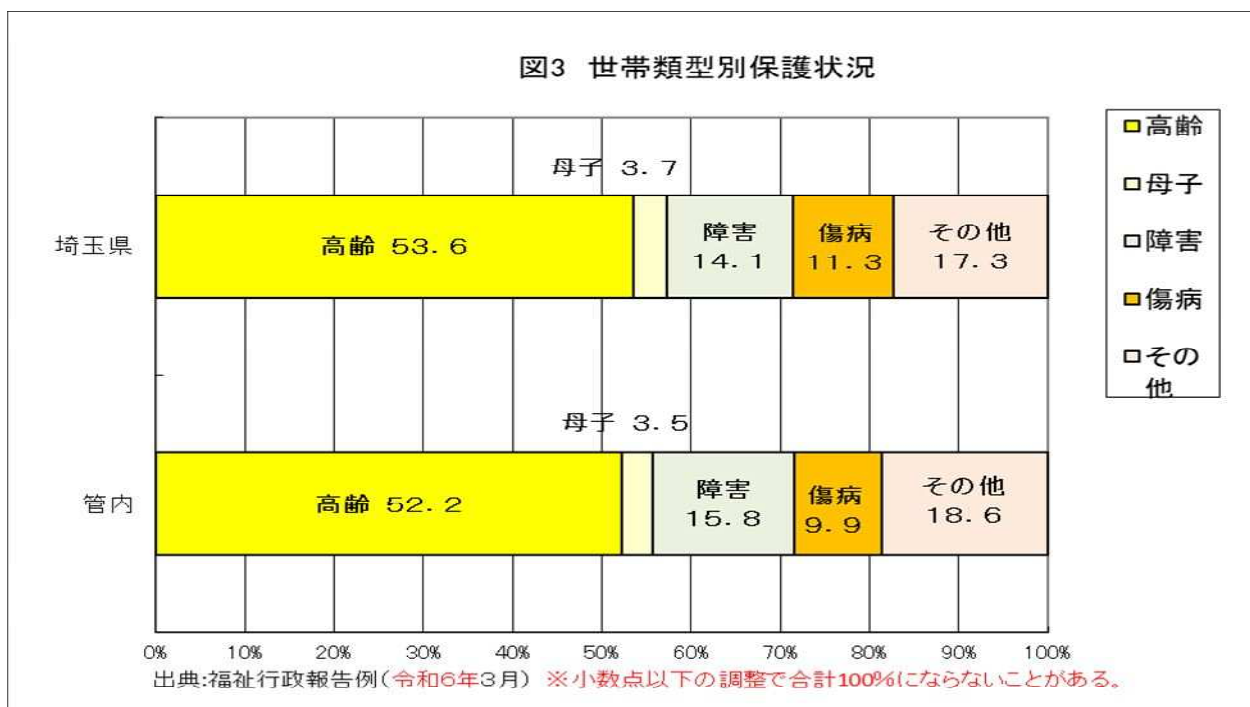 図3 世帯類型別保護状況
母子 3.7
埼玉県
高齢 53.6
障害
14.1
傷病
11.3
その他
17.3
母子 3.5
管内
高齢 52.2
障害
15.8
傷病
9.9
その他
18.6
0% 10% 20% 30% 40% 50% 60% 70% 80% 90% 100%
出典:福祉行政報告例(令和6年3月) ※小数点以下の調整で合計100%にならないことがある。
高齢
母子
障害
傷病
その
他